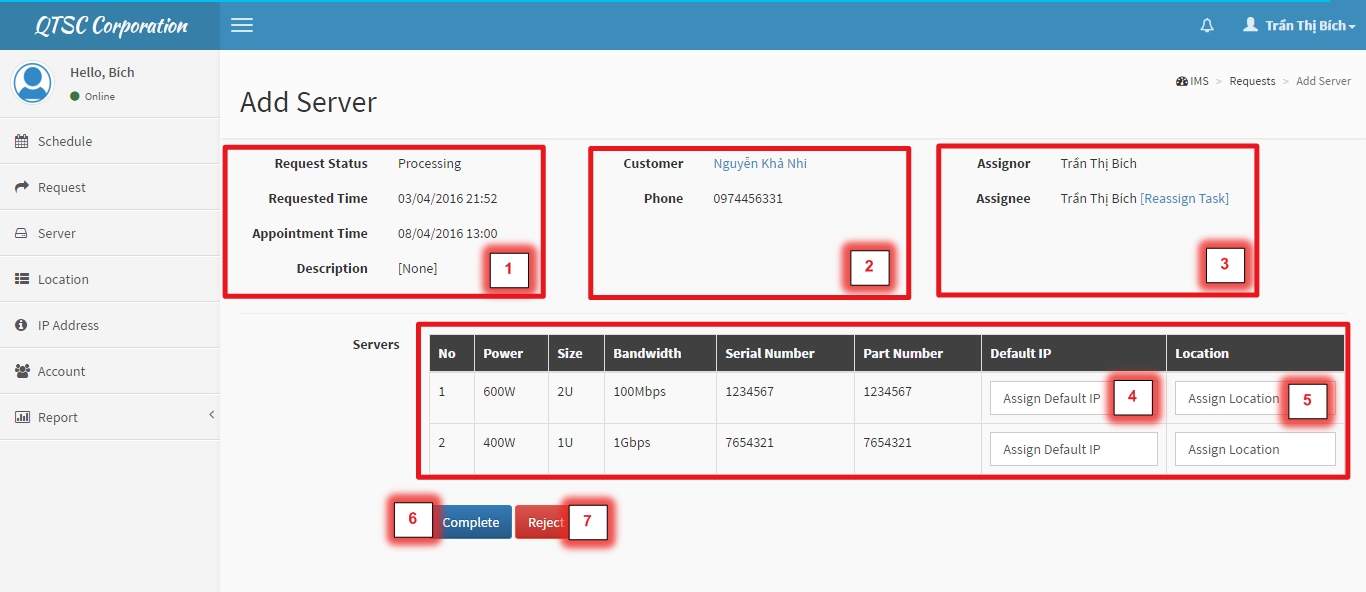 QTSC Corporation
Trần Thị Bích
Hello, Bích
Online
IMS > Requests > Add Server
Add Server
Schedule
Request
Server
Location
IP Address
Account
Report
Request Status Processing
Requested Time 03/04/2016 21:52
Appointment Time 08/04/2016 13:00
Description [None]
1
Customer Nguyễn Khả Nhi
Phone 0974456331
2
Assignor Trần Thị Bích
Assignee Trần Thị Bích [Reassign Task]
3
Servers
No Power Size Bandwidth Serial Number Part Number Default IP Location
1 600W 2U 100Mbps 1234567 1234567 Assign Default IP 4 Assign Location 5
2 400W 1U 1Gbps 7654321 7654321 Assign Default IP Assign Location
6 Complete Reject 7